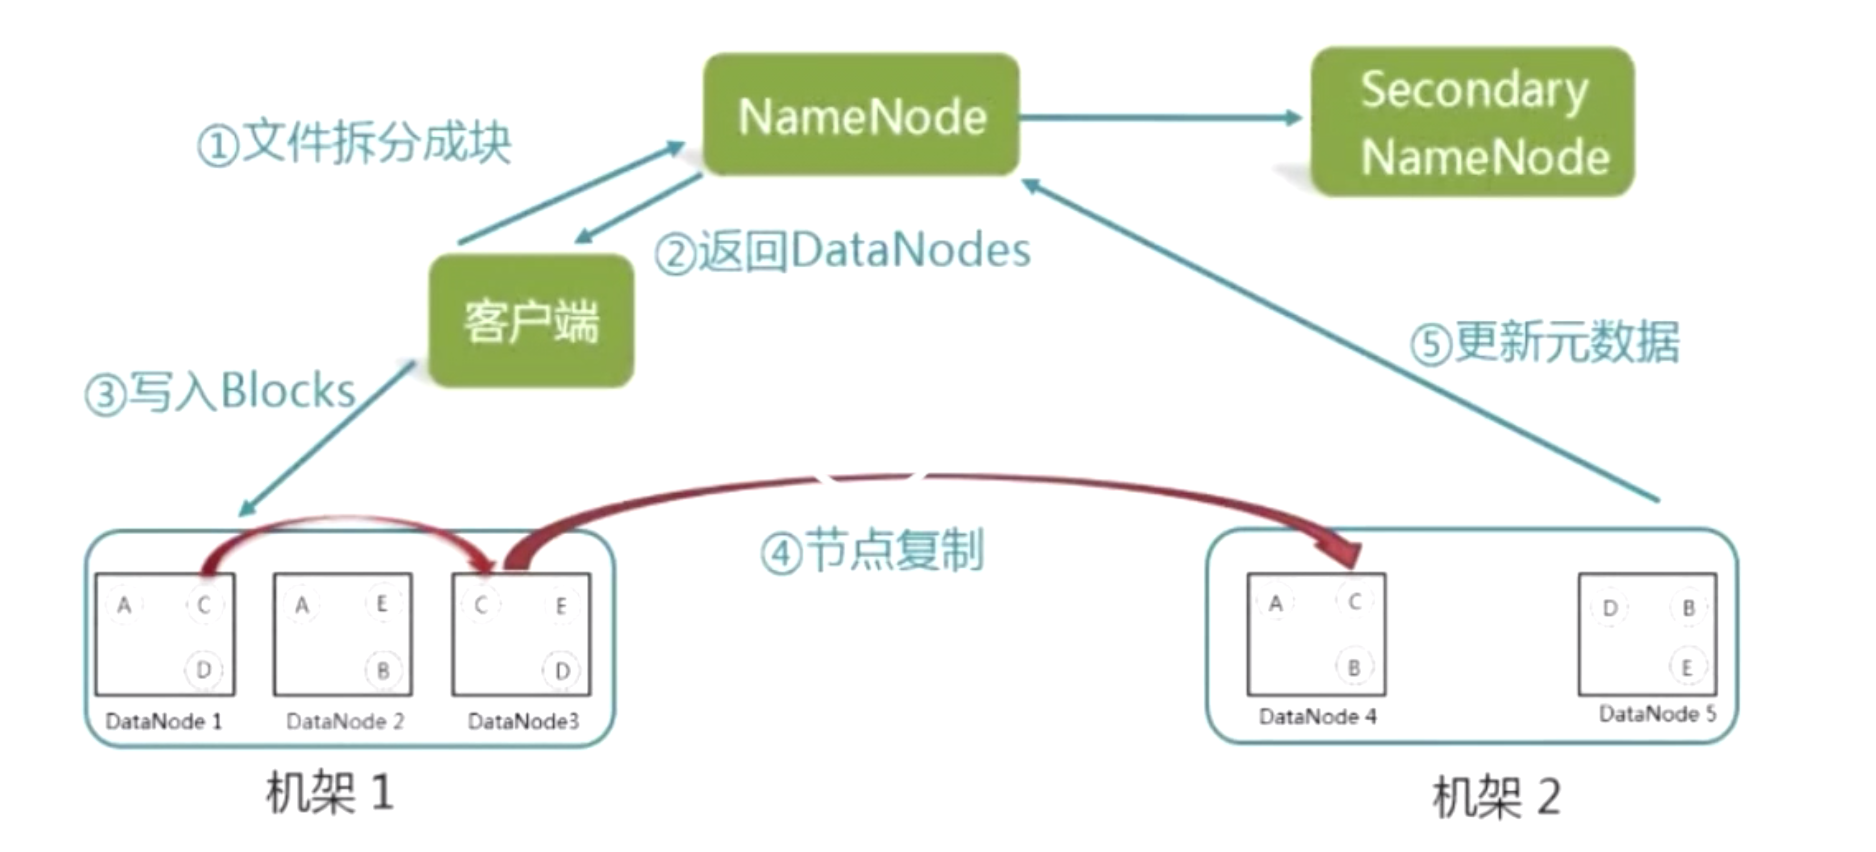 NameNode
Secondary
NameNode
①文件拆分成块
②返回DataNodes
客户端
⑤更新元数据
③写入Blocks
④节点复制
A C
D
DataNode 1
A E
B
DataNode 2
C E
D
DataNode3
A C
B
DataNode 4
D B
E
DataNode 5
机架 1
机架 2